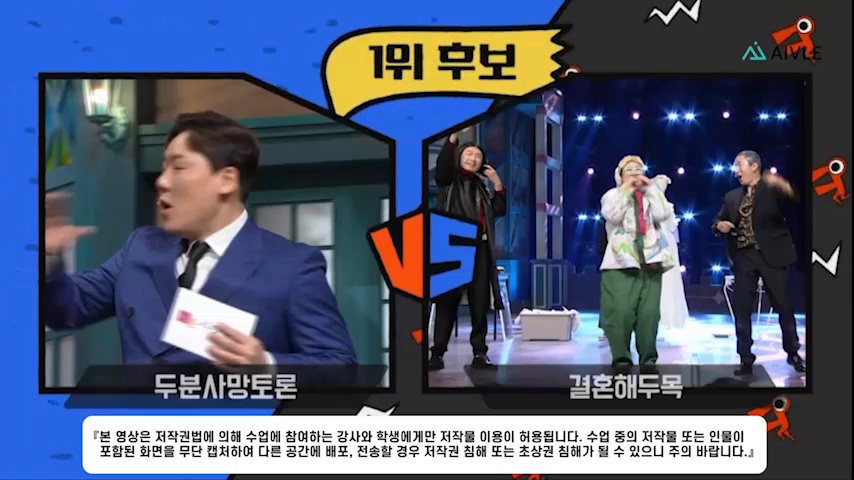 AIVLE
1위 후보
VS
두분사망토론
결혼해두목
『본 영상은 저작권법에 의해 수업에 참여하는 강사와 학생에게만 저작물 이용이 허용됩니다. 수업 중의 저작물 또는 인물이
포함된 화면을 무단 캡처하여 다른 공간에 배포, 전송할 경우 저작권 침해 또는 초상권 침해가 될 수 있으니 주의 바랍니다.』